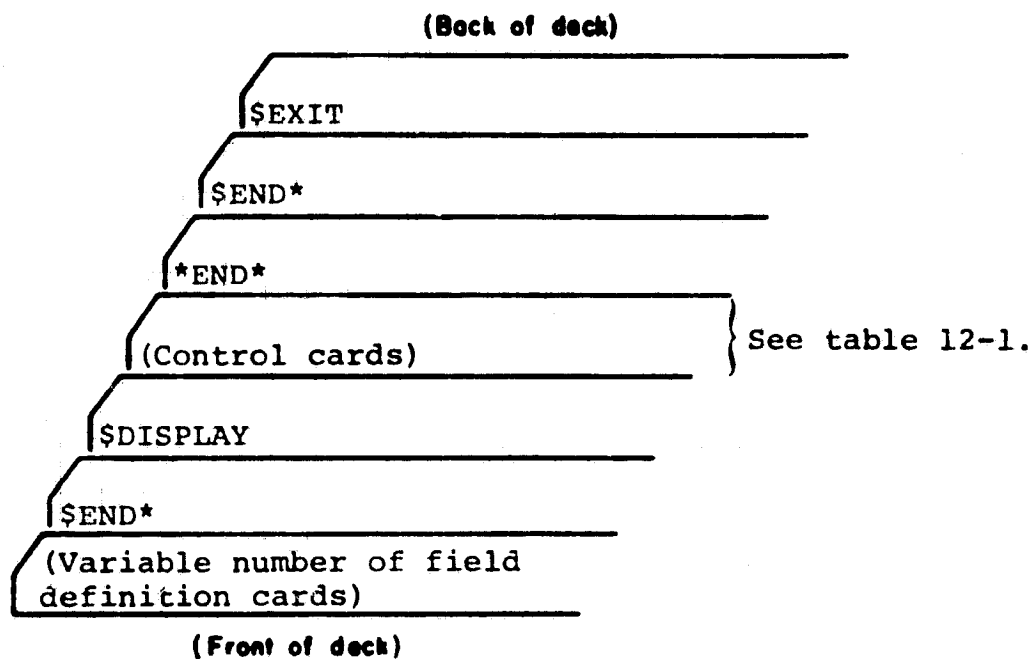 (Back of deck)
$EXIT
$END*
*END*
(Control cards)
See table 12-1.
$DISPLAY
$END*
(Variable number of field
definition cards)
(Front of deck)